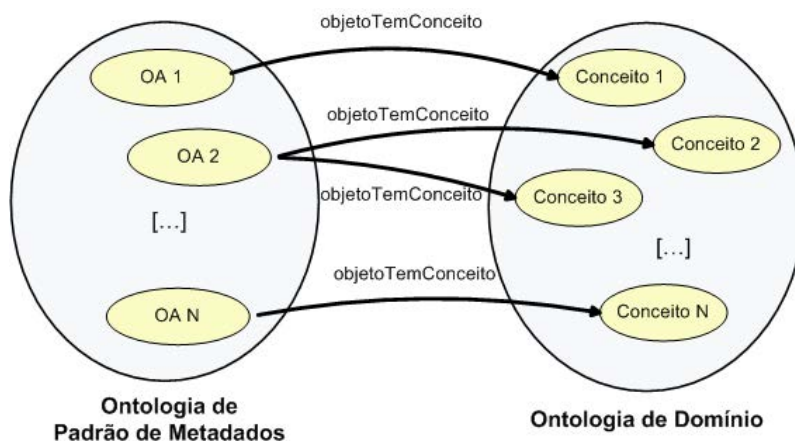 objetoTemConceito
OA 1
Conceito 1
objetoTemConceito
OA 2
Conceito 2
Conceito 3
objetoTemConceito
[...]
[...]
objetoTemConceito
OA N
Conceito N
Ontologia de
Padrão de Metadados
Ontologia de Domínio